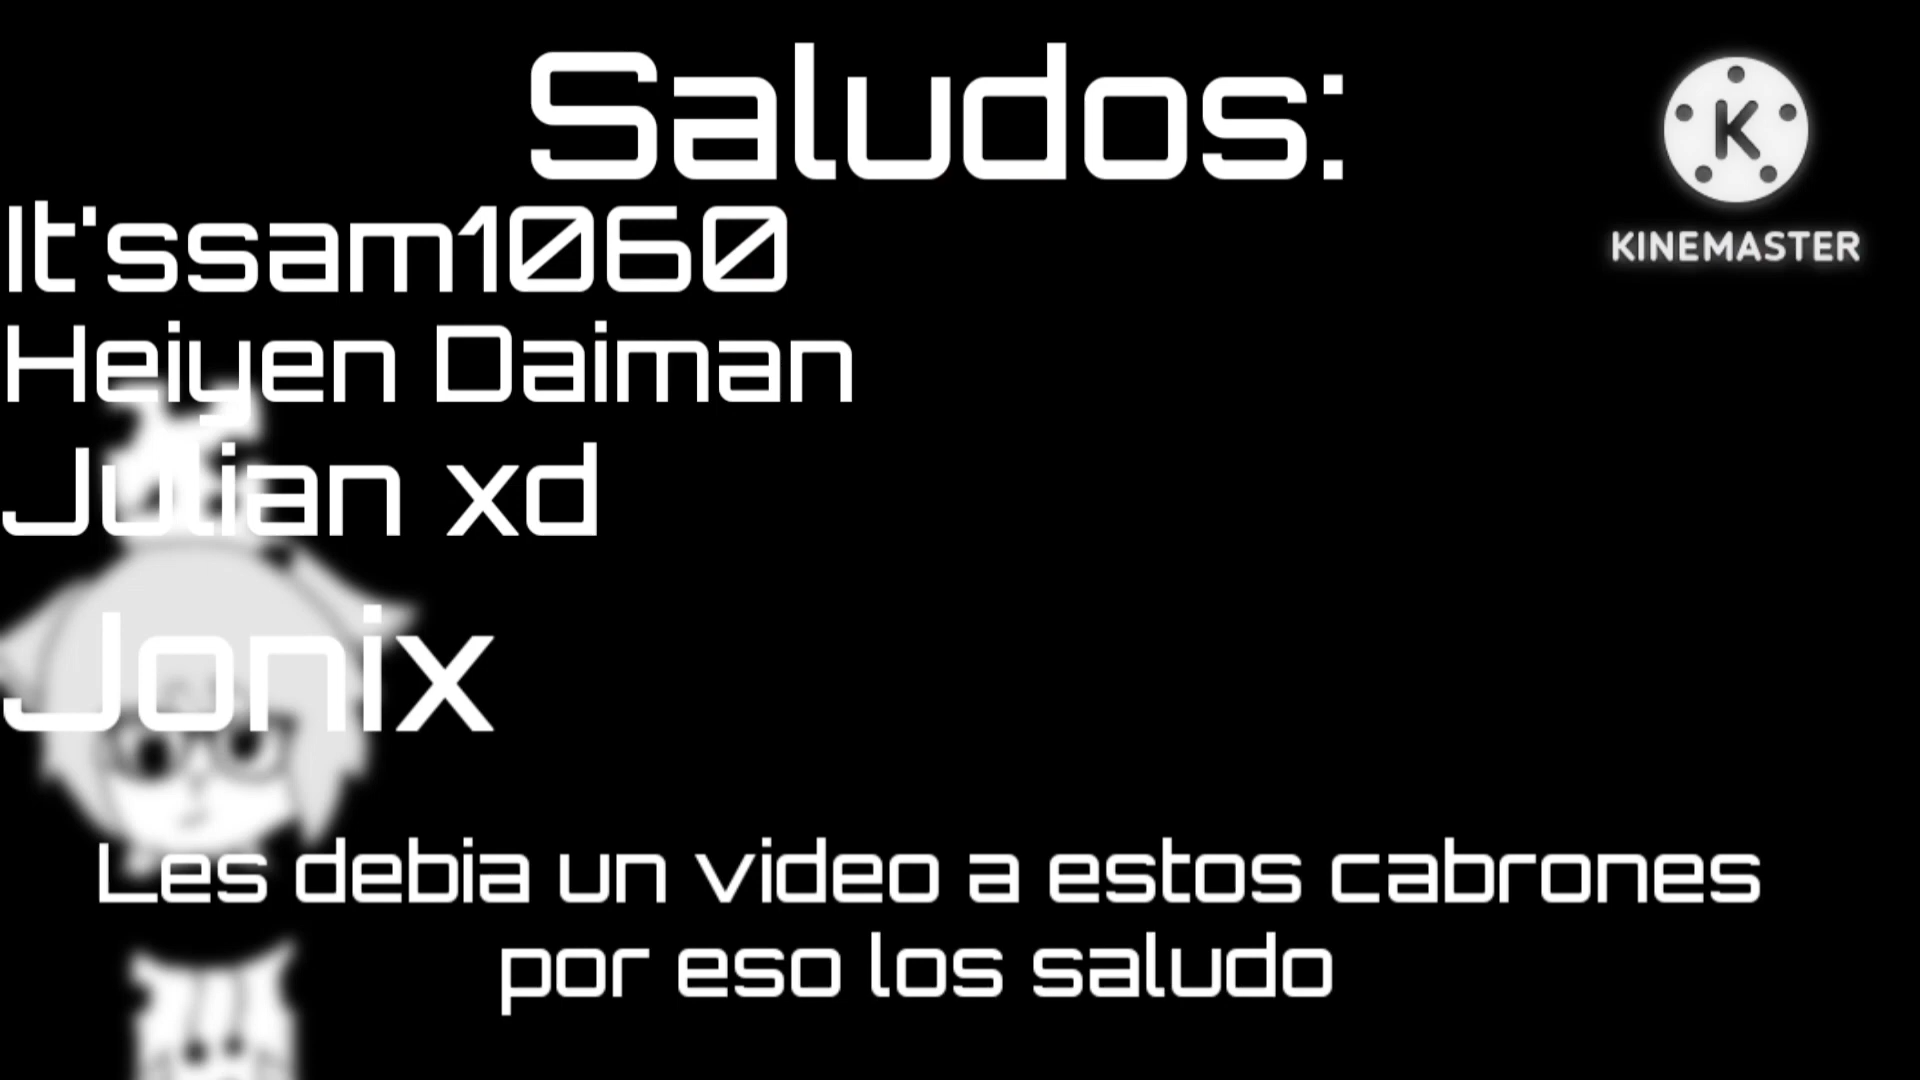 Saludos:
K
KINEMASTER
It'ssam1060
Heiyen Daiman
Julian xd
Jonix
Les debia un video a estos cabrones
por eso los saludo